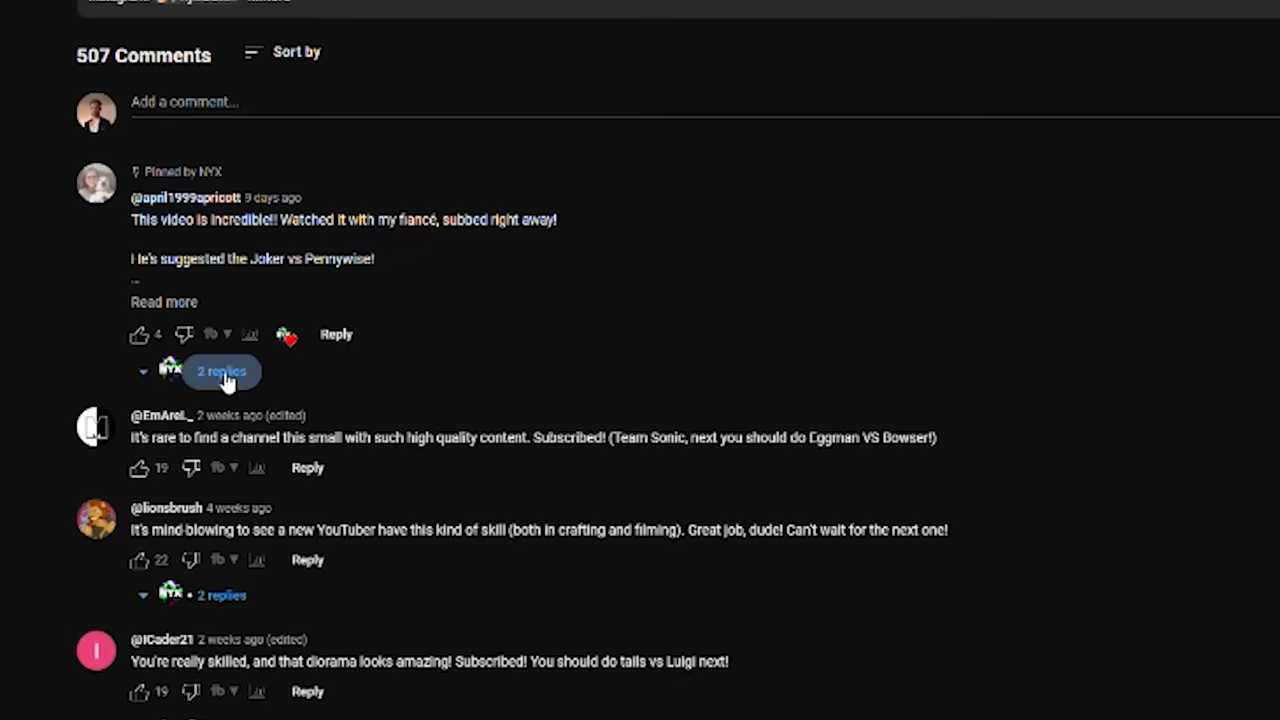 507 Comments
Sort by
Add a comment...
Pinned by NYX
@april1999apricott 9 days ago
This video is incredible!! Watched it with my fiancé, subbed right away!
He's suggested the Joker vs Pennywise!
...
Read more
4
Reply
NYX
2 replies
@EmAreL_ 2 weeks ago (edited)
It's rare to find a channel this small with such high quality content. Subscribed! (Team Sonic, next you should do Eggman VS Bowser!)
19
Reply
@lionsbrush 4 weeks ago
It's mind-blowing to see a new YouTuber have this kind of skill (both in crafting and filming). Great job, dude! Can't wait for the next one!
22
Reply
NYX • 2 replies
I
@ICader21 2 weeks ago (edited)
You're really skilled, and that diorama looks amazing! Subscribed! You should do tails vs Luigi next!
19
Reply